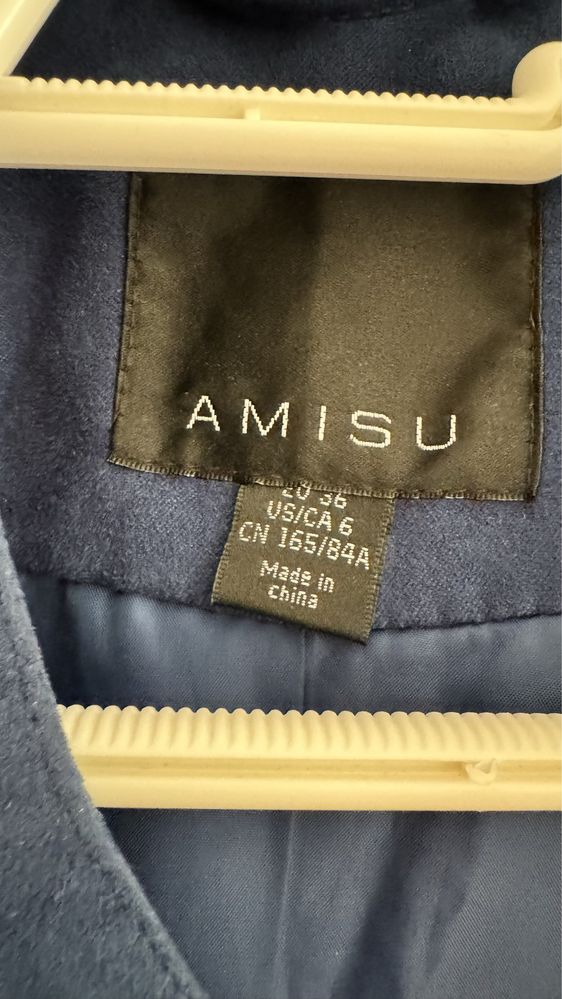 AMISU
EU 36
US/CA 6
CN 165/84A
Made in
China